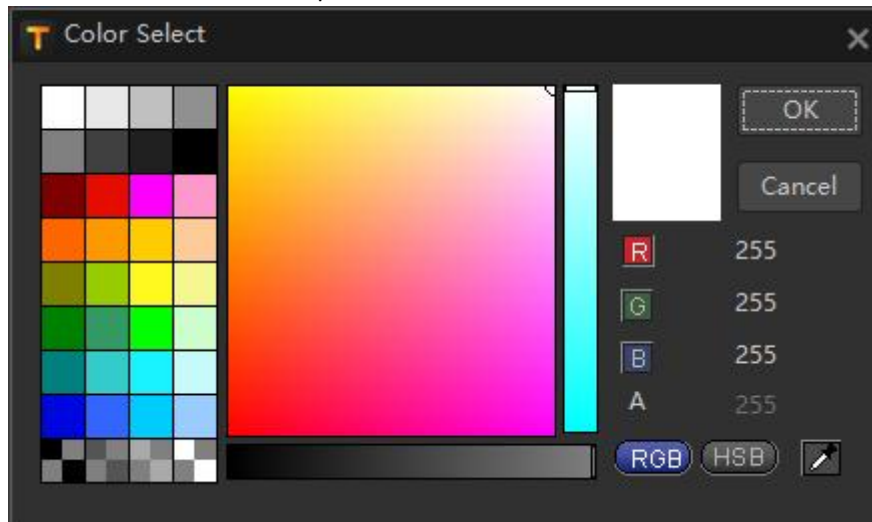 T Color Select
OK
Cancel
R 255
G 255
B 255
A 255
RGB HSB